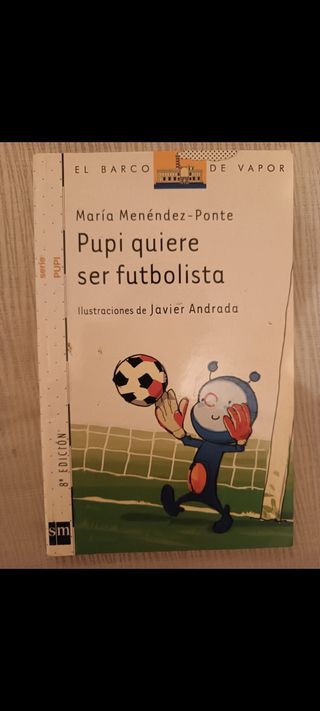 EL BARCO DE VAPOR
María Menéndez-Ponte
Pupi quiere
ser futbolista
Ilustraciones de Javier Andrada
serie
PUPI
8ª EDICIÓN
sm